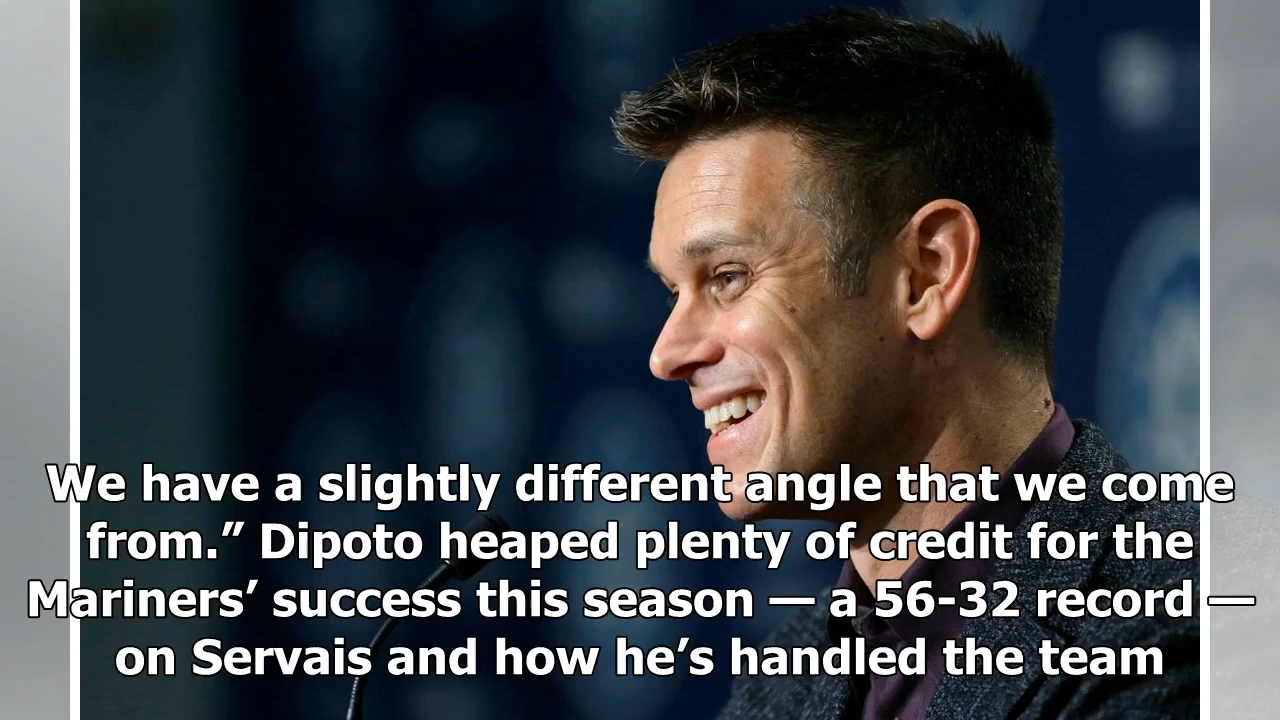 We have a slightly different angle that we come
from.” Dipoto heaped plenty of credit for the
Mariners’ success this season — a 56-32 record —
on Servais and how he’s handled the team